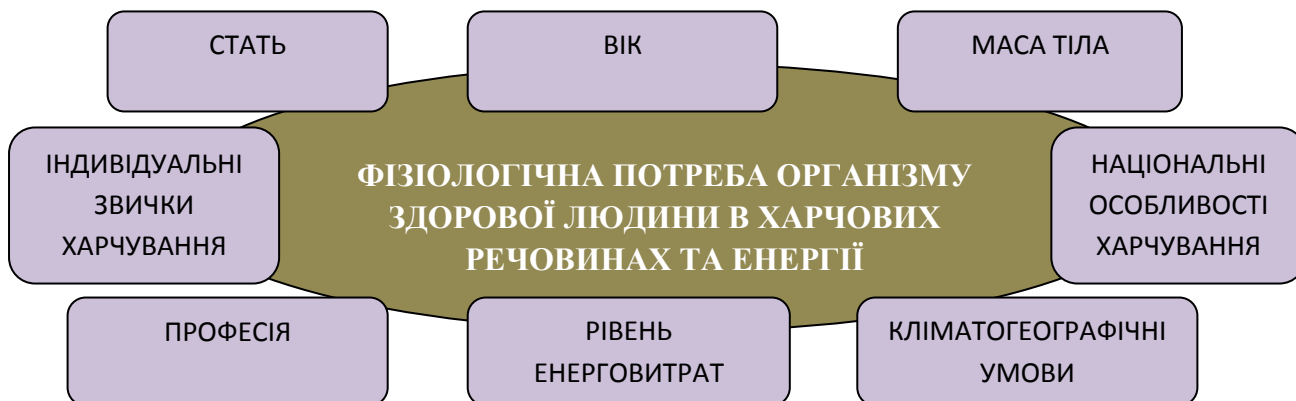 СТАТЬ
ВІК
МАСА ТІЛА
ІНДИВІДУАЛЬНІ
ЗВИЧКИ
ХАРЧУВАННЯ
ФІЗІОЛОГІЧНА ПОТРЕБА ОРГАНІЗМУ
ЗДОРОВОЇ ЛЮДИНИ В ХАРЧОВИХ
РЕЧОВИНАХ ТА ЕНЕРГІЇ
НАЦІОНАЛЬНІ
ОСОБЛИВОСТІ
ХАРЧУВАННЯ
ПРОФЕСІЯ
РІВЕНЬ
ЕНЕРГОВИТРАТ
КЛІМАТОГЕОГРАФІЧНІ
УМОВИ